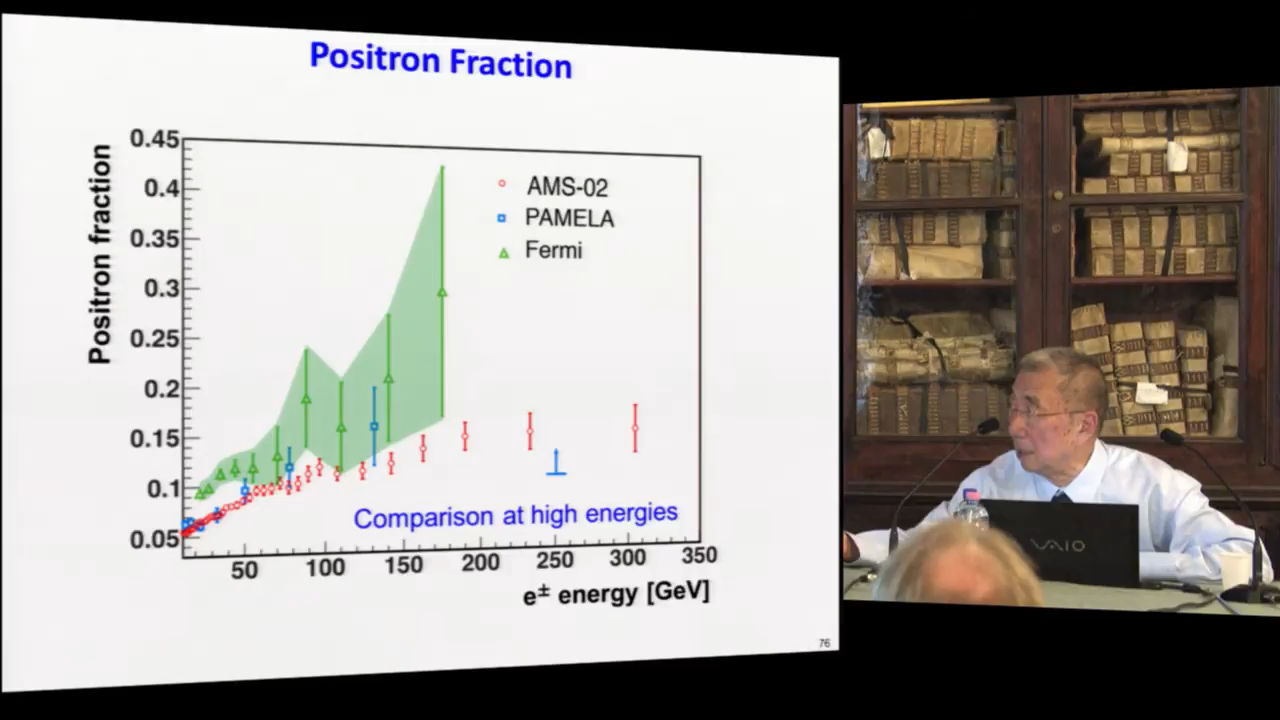 Positron Fraction
Positron fraction
0.45
0.4
0.35
0.3
0.25
0.2
0.15
0.1
0.05
AMS-02
PAMELA
Fermi
Comparison at high energies
50 100 150 200 250 300 350
e± energy [GeV]
76
VAIO